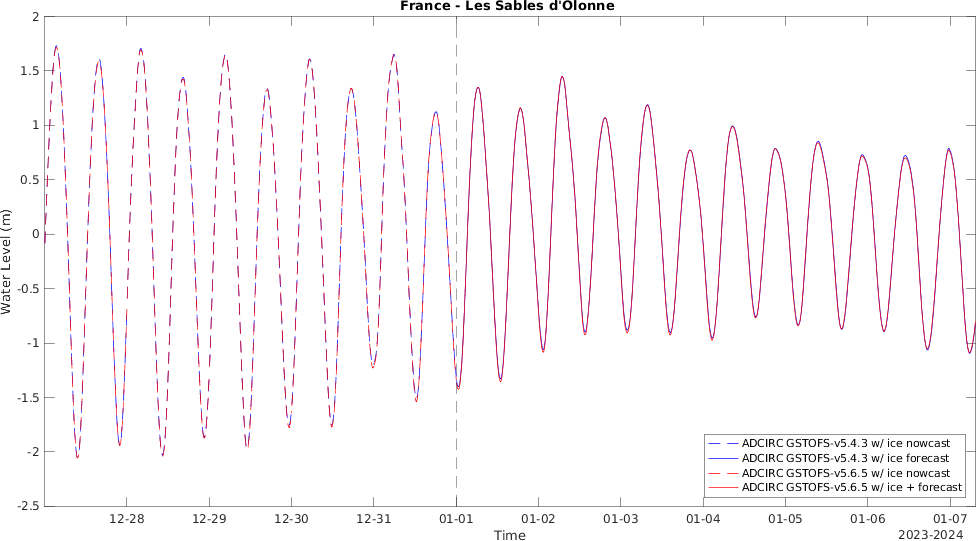 France - Les Sables d'Olonne
2
1.5
1
0.5
0
-0.5
-1
-1.5
-2
-2.5
Water Level (m)
ADCIRC GSTOFS-v5.4.3 w/ ice nowcast
ADCIRC GSTOFS-v5.4.3 w/ ice forecast
ADCIRC GSTOFS-v5.6.5 w/ ice nowcast
ADCIRC GSTOFS-v5.6.5 w/ ice + forecast
12-28 12-29 12-30 12-31 01-01 01-02 01-03 01-04 01-05 01-06 01-07
Time
2023-2024